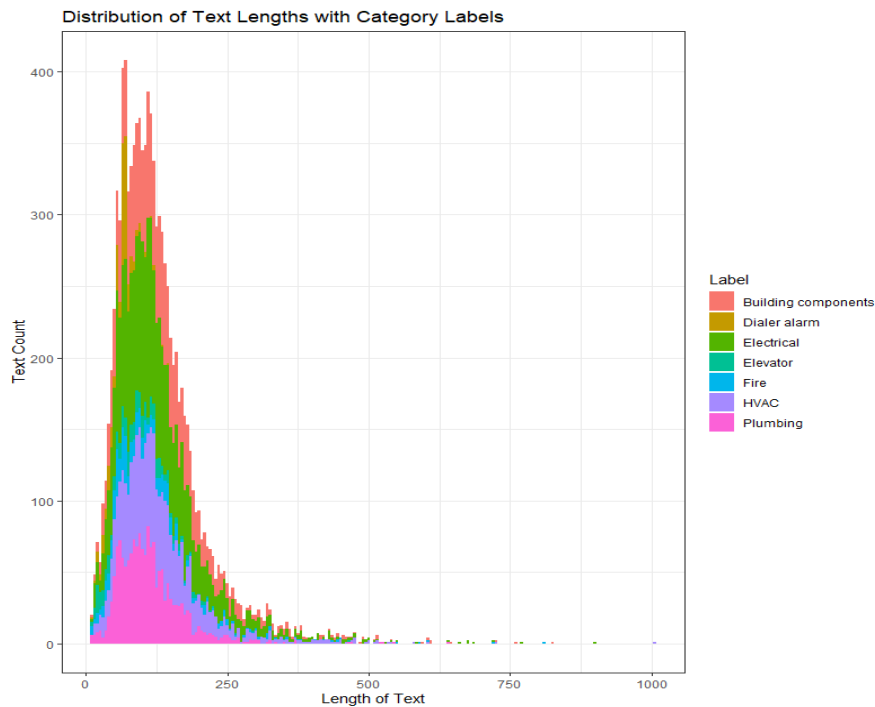 Distribution of Text Lengths with Category Labels
400
300
200
100
0
Text Count
0 250 500 750 1000
Length of Text
Label
Building components
Dialer alarm
Electrical
Elevator
Fire
HVAC
Plumbing